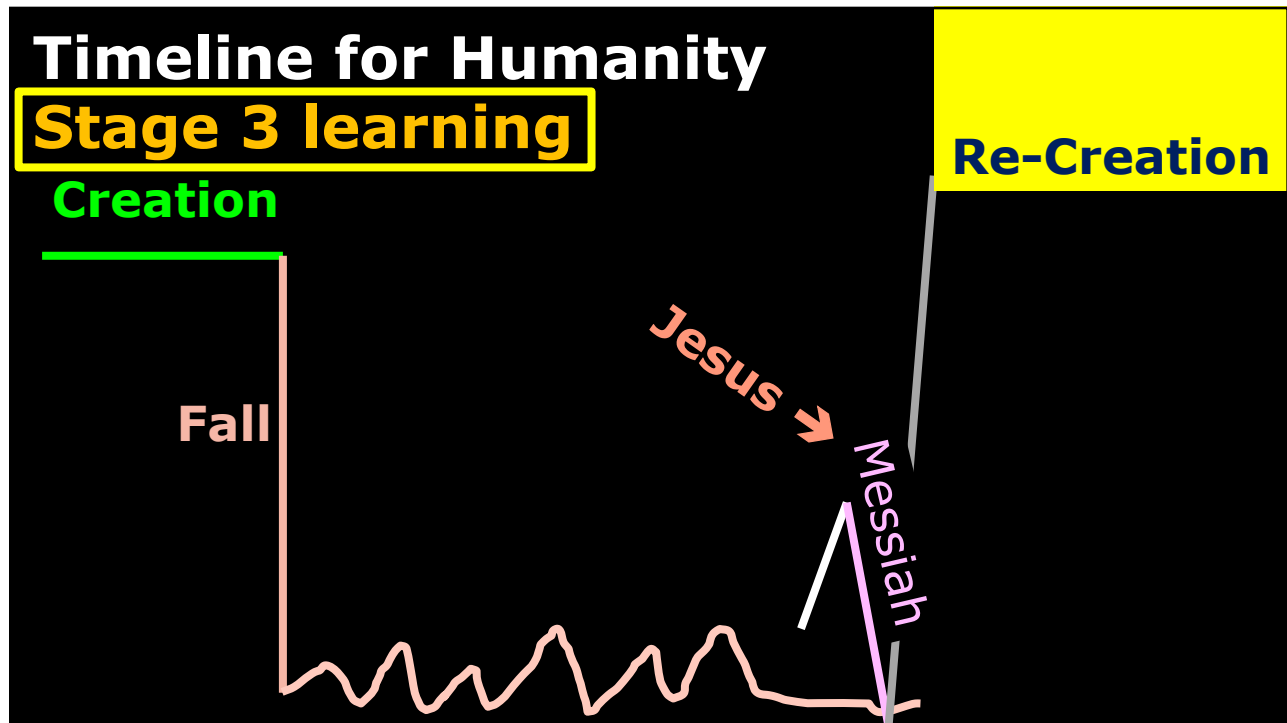 Timeline for Humanity
Stage 3 learning
Re-Creation
Creation
Jesus ➔
Fall
Messiah